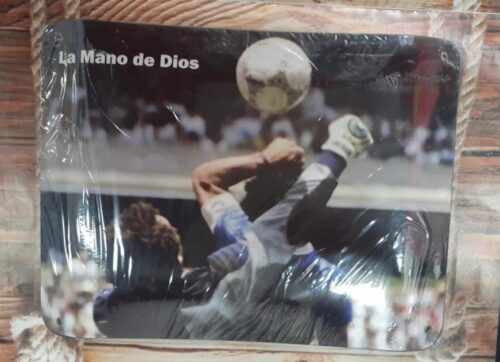 La Mano de Dios